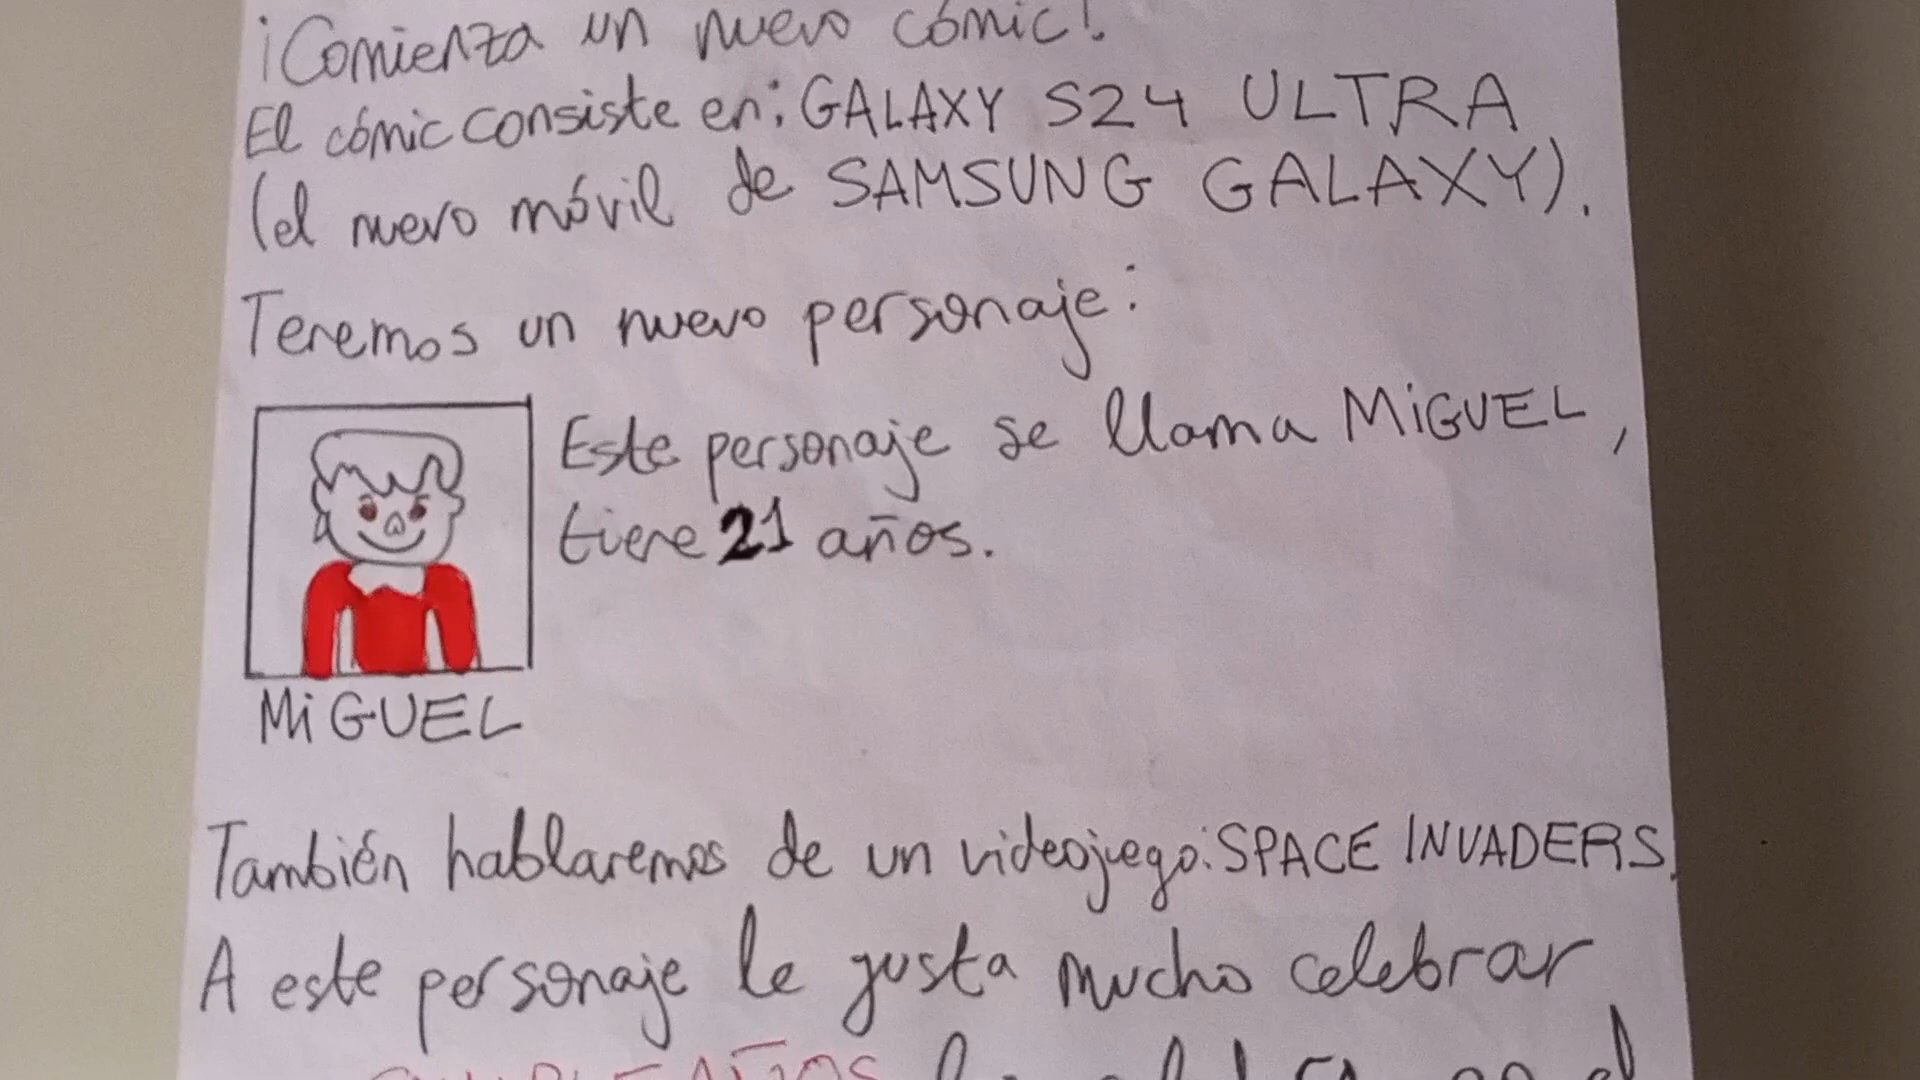 ¡Comienza un nuevo cómic!.
El cómic consiste en: GALAXY S24 ULTRA
(el nuevo móvil de SAMSUNG GALAXY).
Teremos un nuevo personaje:
Este personaje se llama MiGUEL,
tiene 21 años.
MiGUEL
También hablaremos de un videojuego: SPACE INVADERS.
A este personaje le gusta mucho celebrar